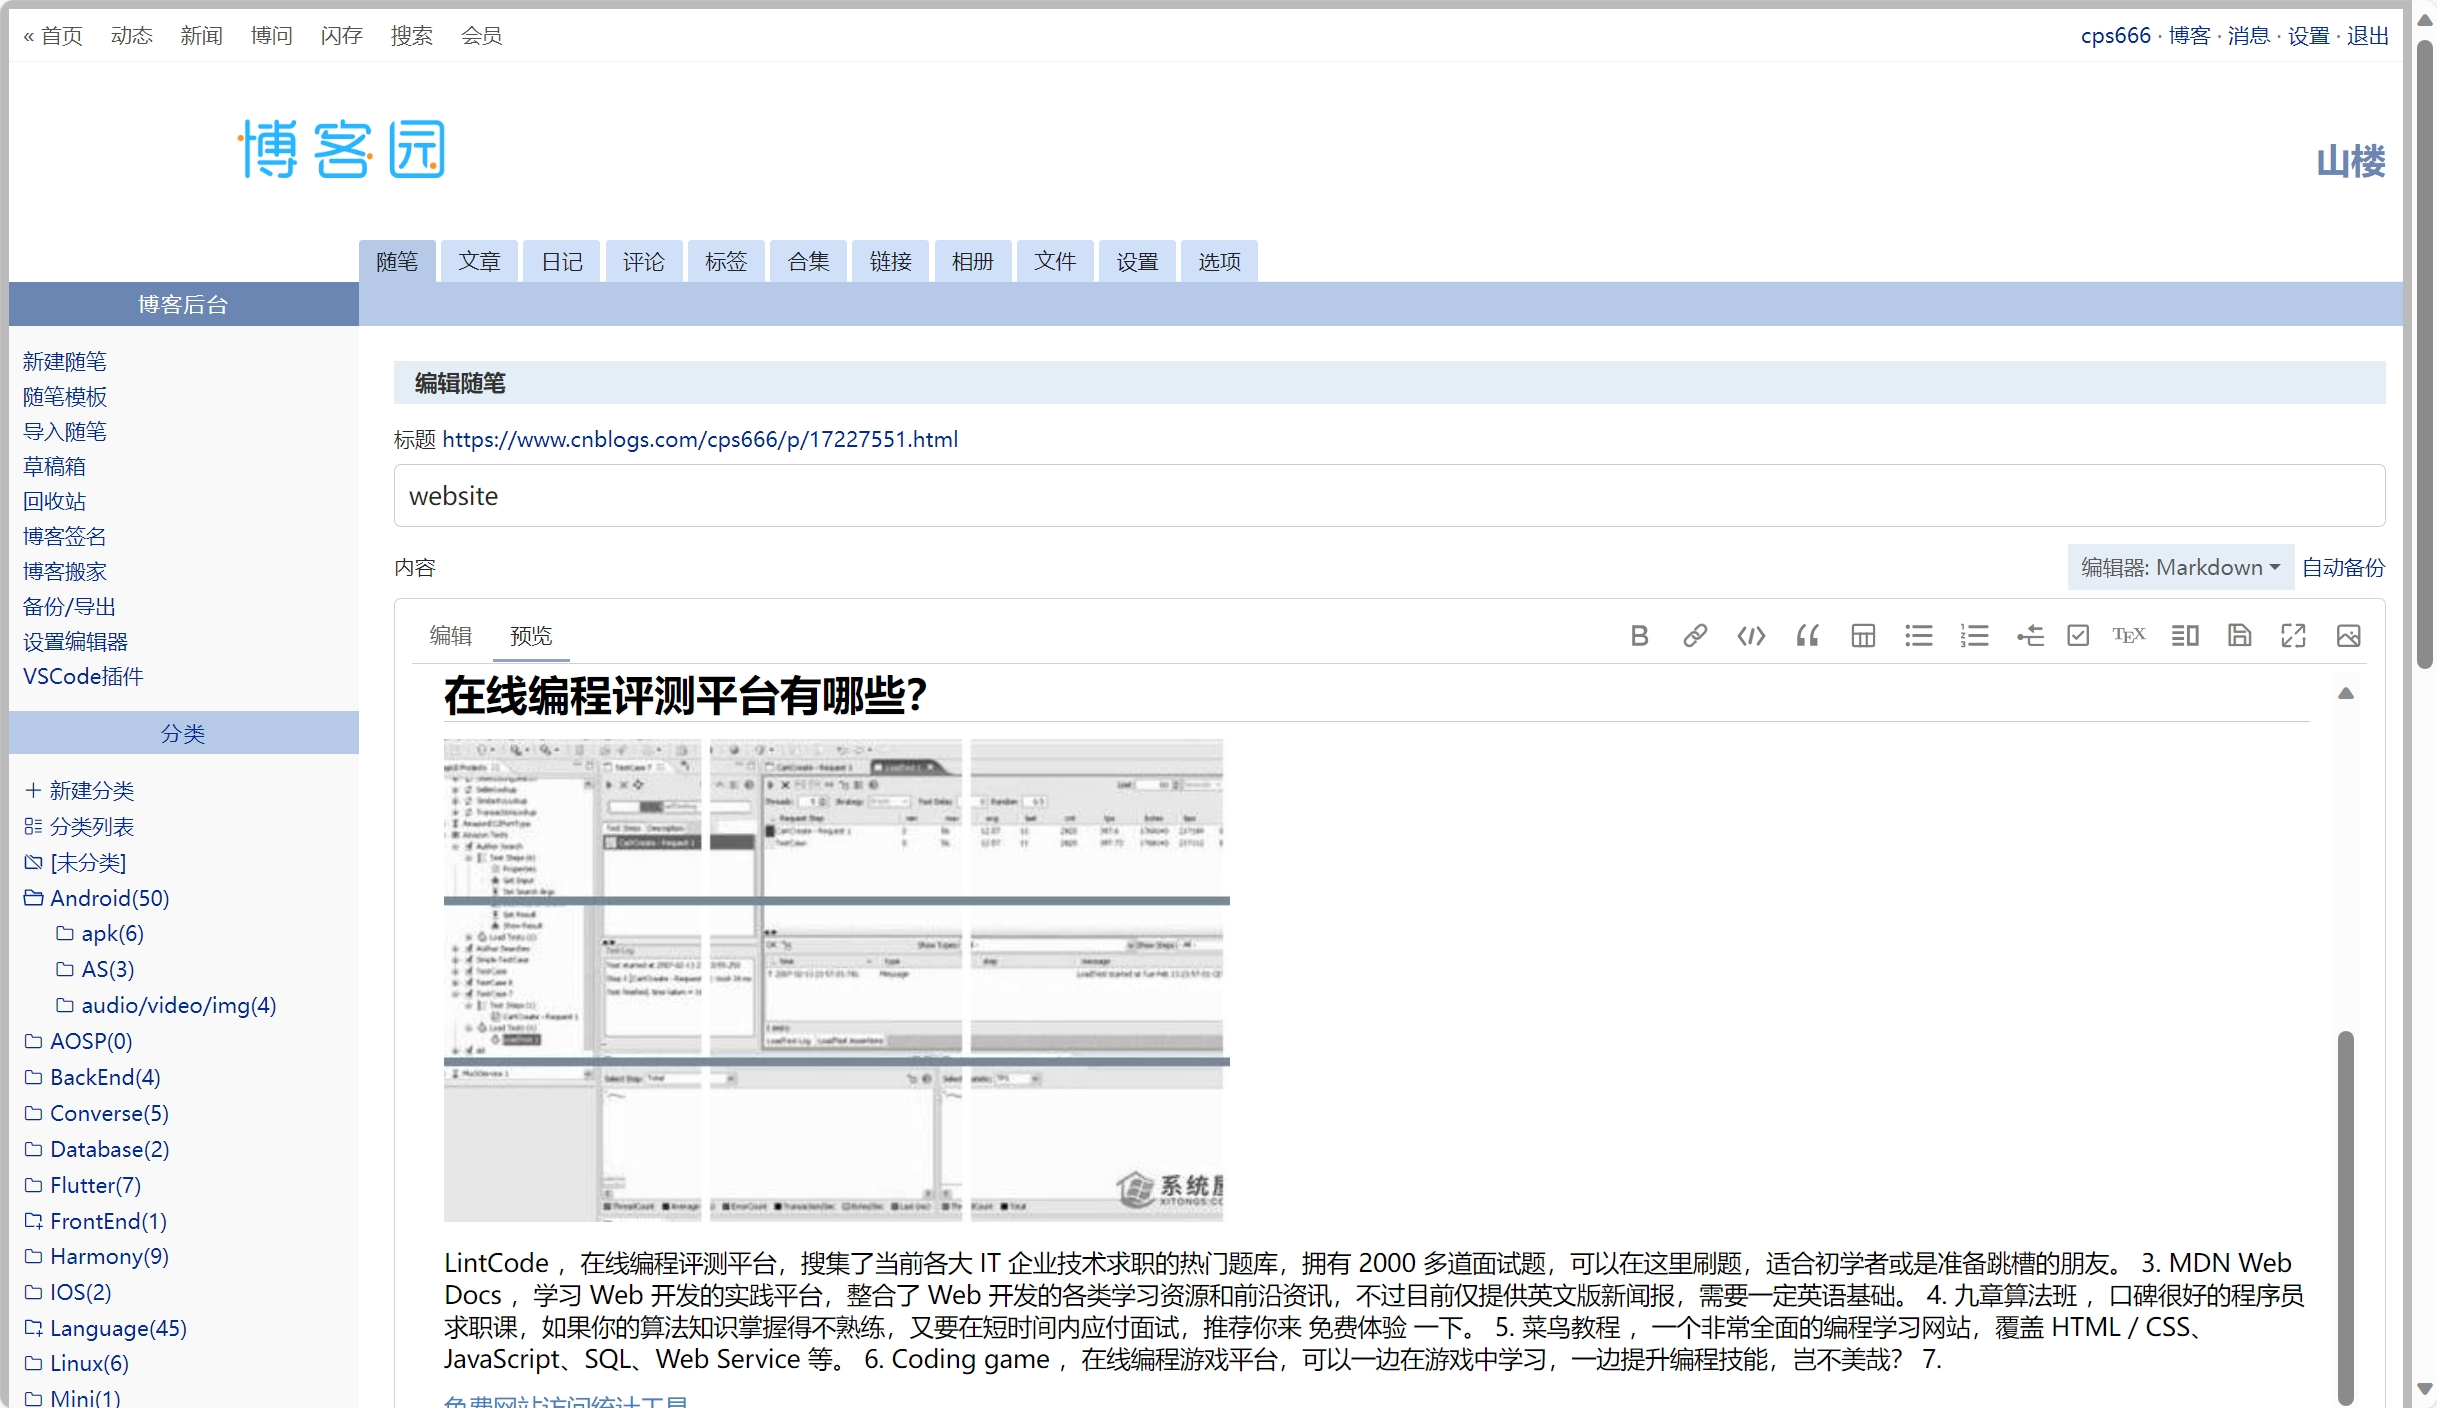 « 首页 动态 新闻 博问 闪存 搜索 会员
cps666 · 博客 · 消息 · 设置 · 退出
博客园
山楼
随笔 文章 日记 评论 标签 合集 链接 相册 文件 设置 选项
博客后台
新建随笔
随笔模板
导入随笔
草稿箱
回收站
博客签名
博客搬家
备份/导出
设置编辑器
VSCode插件
分类
新建分类
分类列表
[未分类]
Android(50)
apk(6)
AS(3)
audio/video/img(4)
AOSP(0)
BackEnd(4)
Converse(5)
Database(2)
Flutter(7)
FrontEnd(1)
Harmony(9)
IOS(2)
Language(45)
Linux(6)
Mini(1)
编辑随笔
标题 https://www.cnblogs.com/cps666/p/17227551.html
website
内容
编辑器: Markdown 自动备份
编辑 预览
TEX
在线编程评测平台有哪些？
LintCode ，在线编程评测平台，搜集了当前各大 IT 企业技术求职的热门题库，拥有 2000 多道面试题，可以在这里刷题，适合初学者或是准备跳槽的朋友。 3. MDN Web
Docs ，学习 Web 开发的实践平台，整合了 Web 开发的各类学习资源和前沿资讯，不过目前仅提供英文版新闻报，需要一定英语基础。 4. 九章算法班 ，口碑很好的程序员
求职课，如果你的算法知识掌握得不熟练，又要在短时间内应付面试，推荐你来 免费体验 一下。 5. 菜鸟教程 ，一个非常全面的编程学习网站，覆盖 HTML / CSS、
JavaScript、SQL、Web Service 等。 6. Coding game ，在线编程游戏平台，可以一边在游戏中学习，一边提升编程技能，岂不美哉？ 7.
免费网站访问统计工具